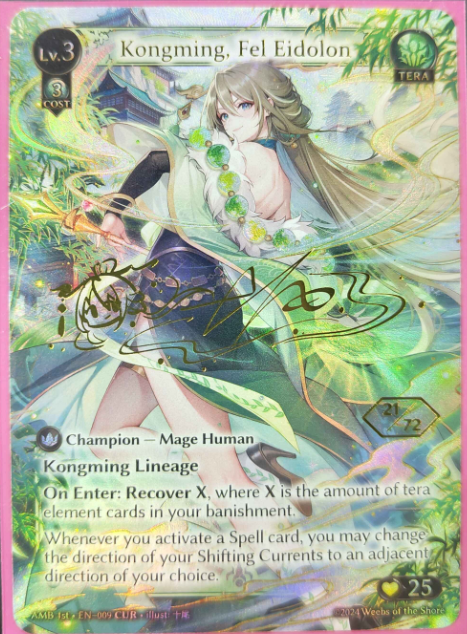 Lv.3
Kongming, Fel Eidolon
TERA
3
COST
21
72
Champion — Mage Human
Kongming Lineage
On Enter: Recover X, where X is the amount of tera
element cards in your banishment.
Whenever you activate a Spell card, you may change
the direction of your Shifting Currents to an adjacent
direction of your choice.
25
AMB 1st • EN-009 CUR • illust: 十尾
©2024 Weebs of the Shore